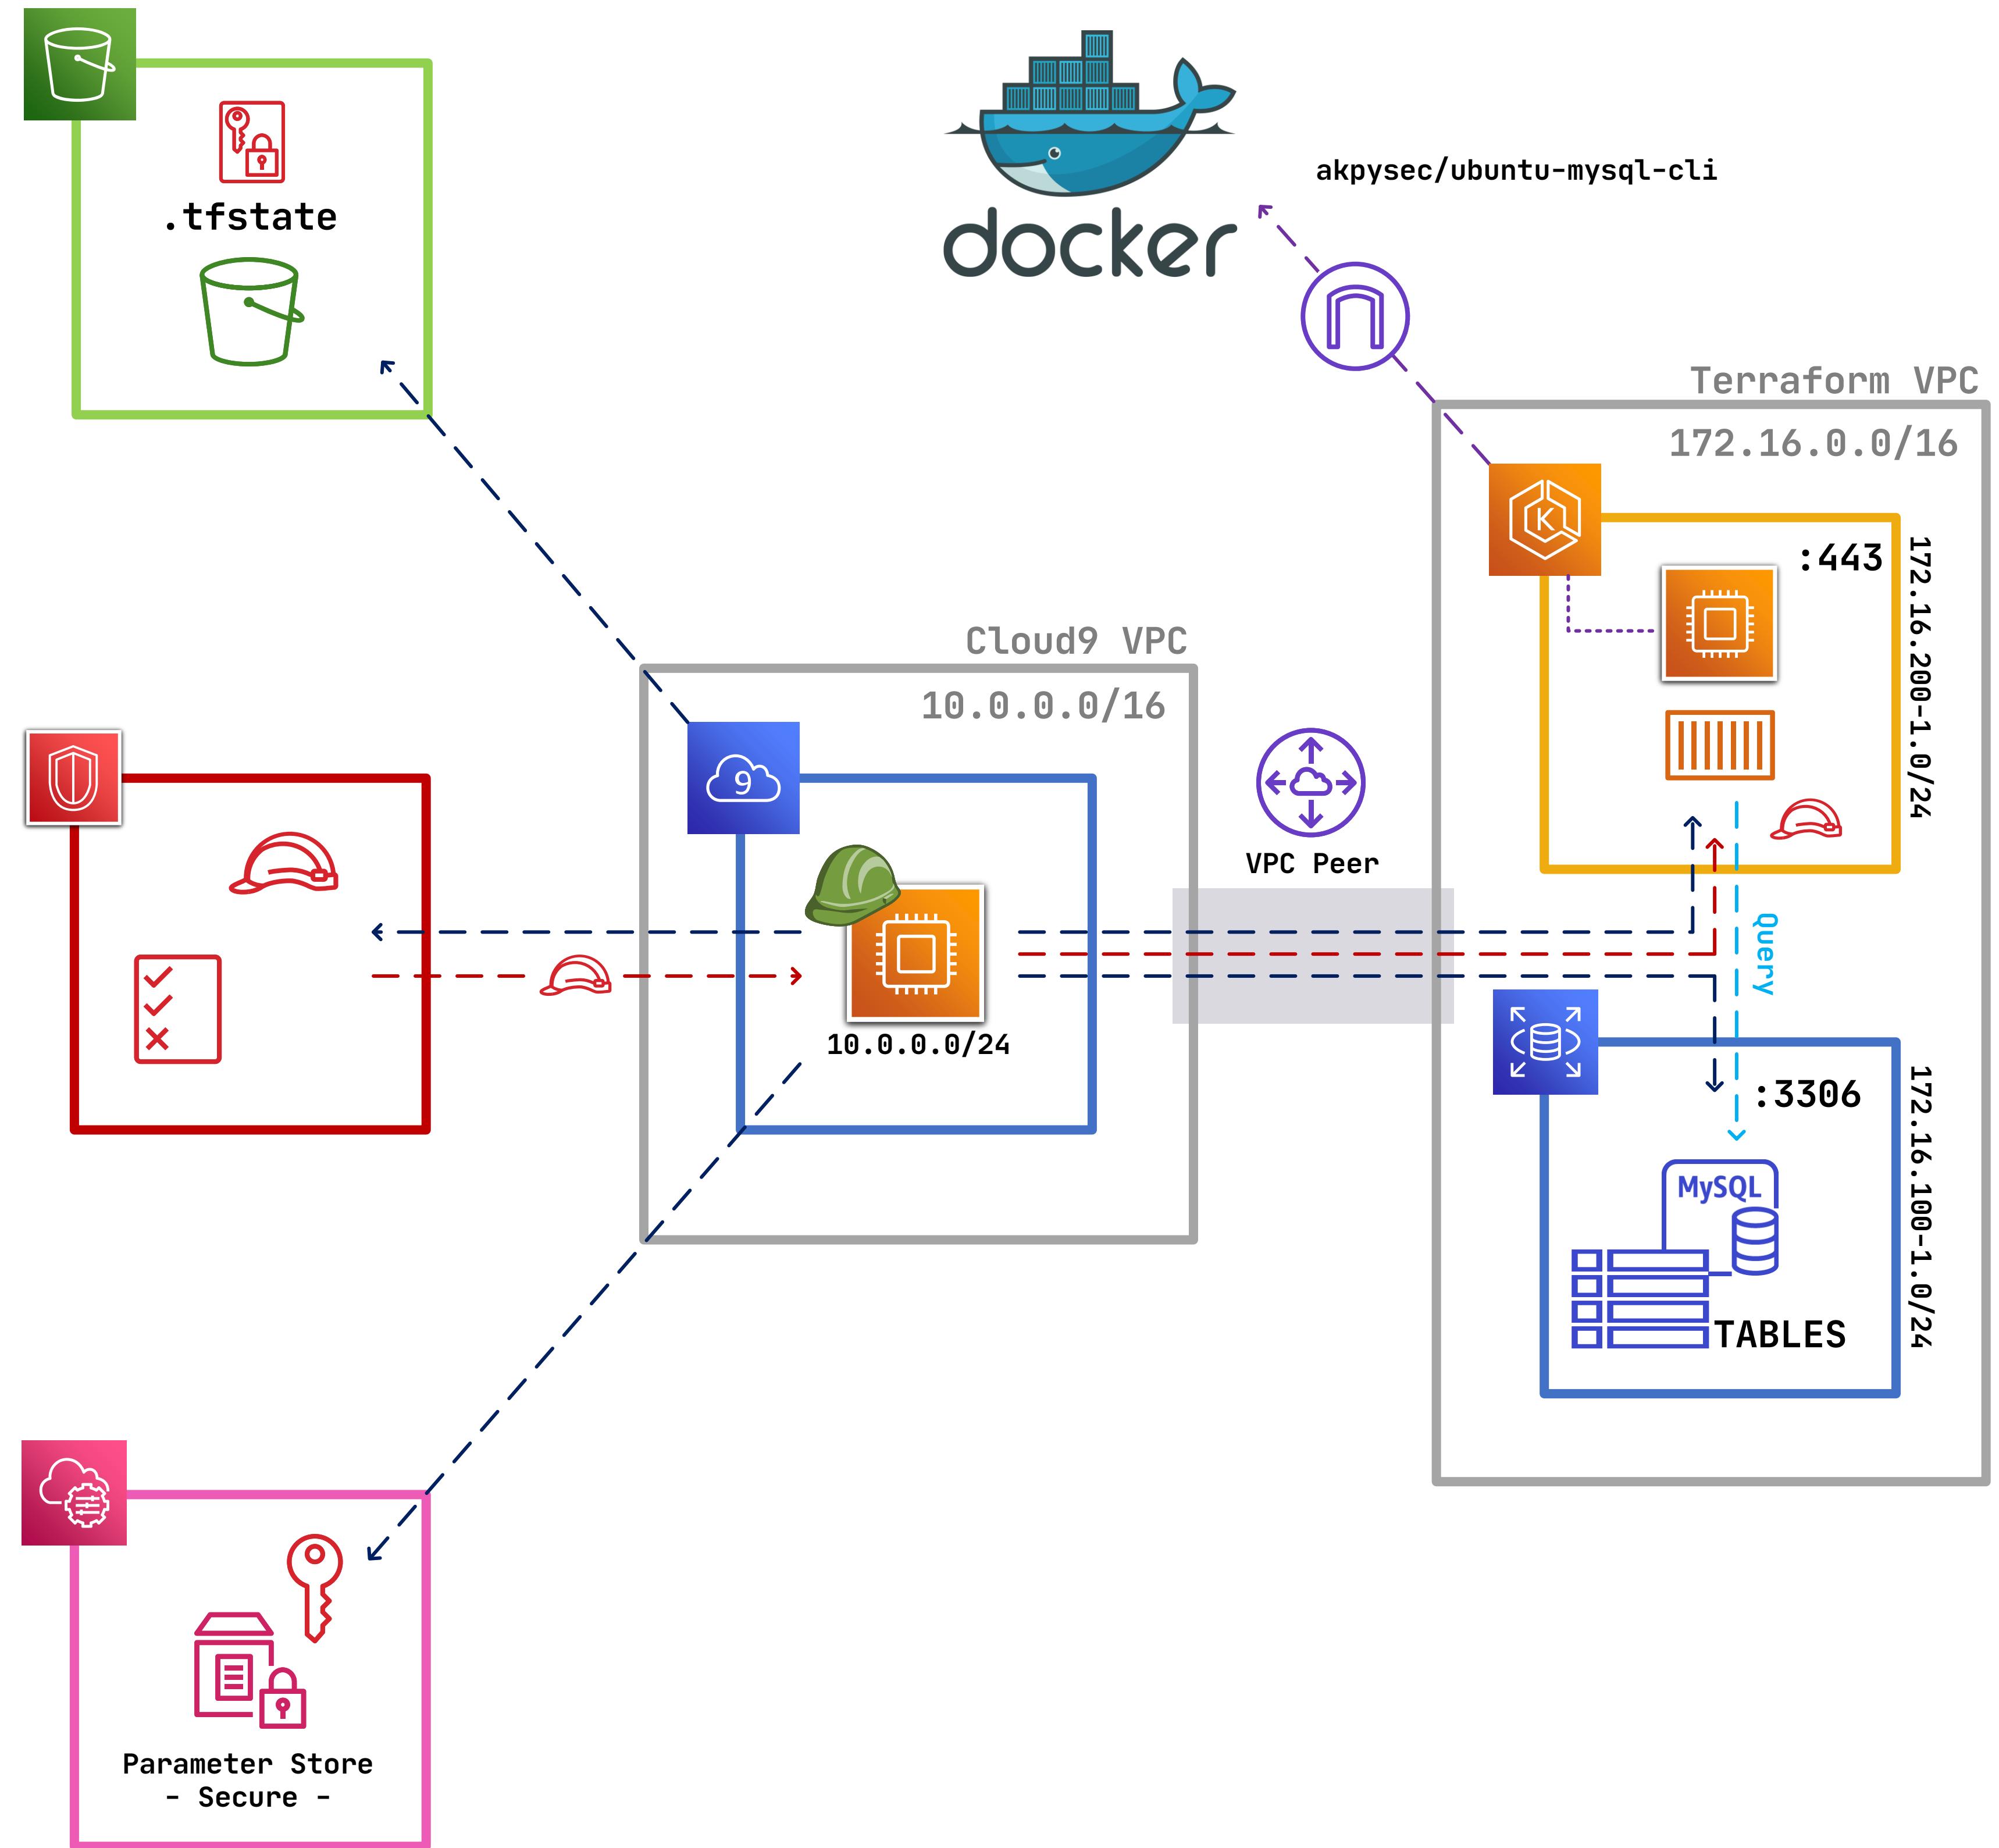 .tfstate
docker
akpysec/ubuntu-mysql-cli
Terraform VPC
172.16.0.0/16
K
:443
172.16.200-1.0/24
Cloud9 VPC
10.0.0.0/16
9
10.0.0.0/24
VPC Peer
Query
:3306
172.16.100-1.0/24
MySQL
TABLES
Parameter Store
- Secure -